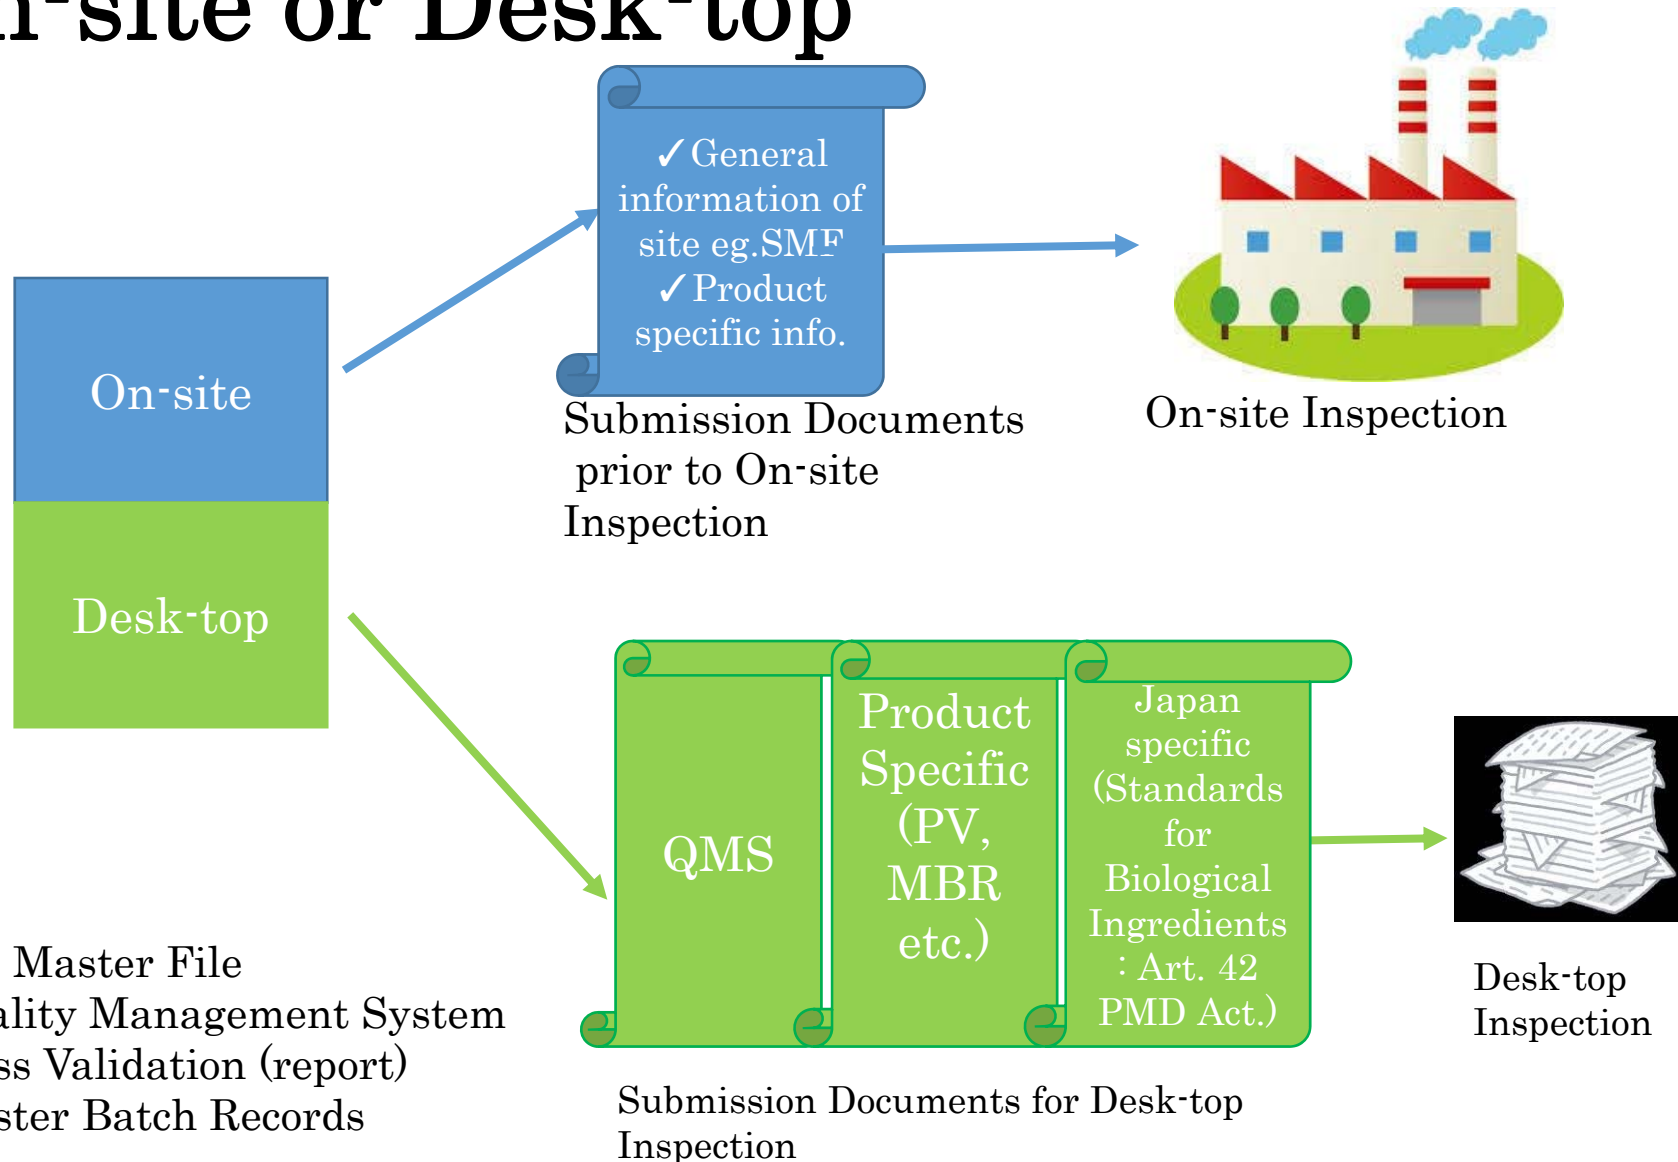 n-site or Desk-top
✓General
information of
site eg.SMF
✓Product
specific info.
On-site
Submission Documents
prior to On-site
Inspection
On-site Inspection
Desk-top
QMS
Product
Specific
(PV,
MBR
etc.)
Japan
specific
(Standards
for
Biological
Ingredients
: Art. 42
PMD Act.)
Desk-top
Inspection
Master File
ality Management System
ss Validation (report)
ster Batch Records
Submission Documents for Desk-top
Inspection